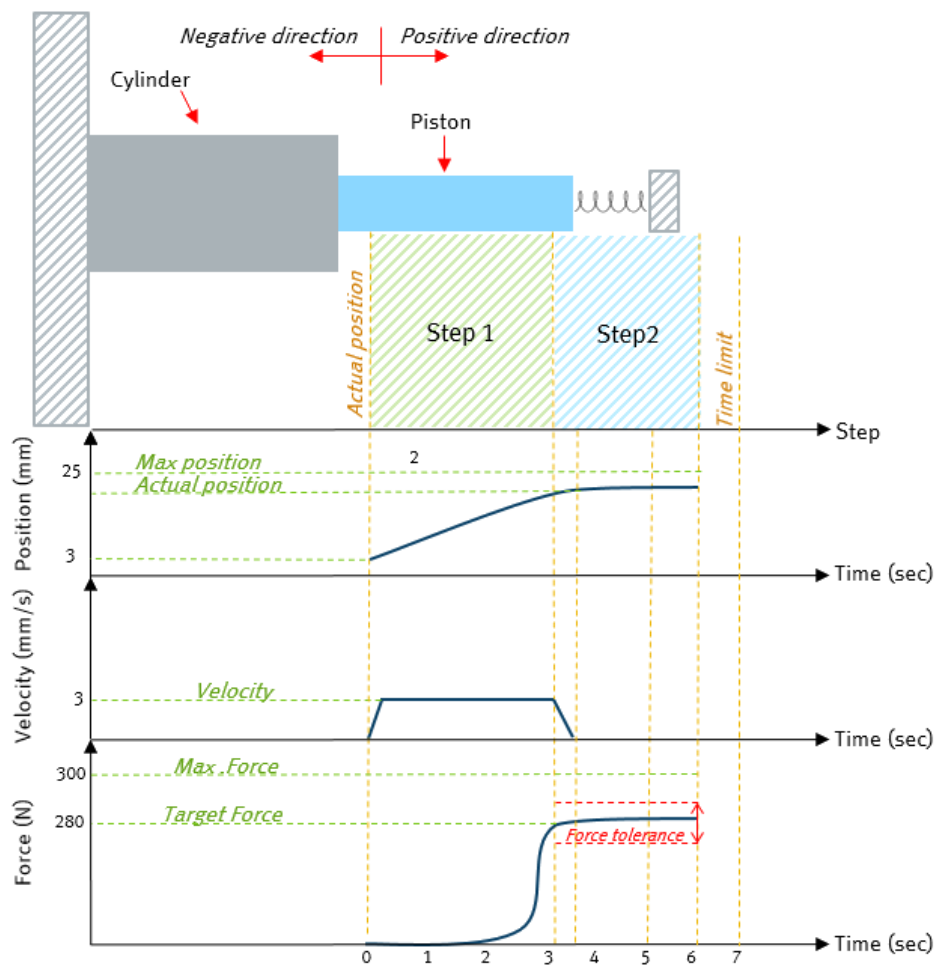 Negative direction
Positive direction
Cylinder
Piston
Actual position
Step 1
Step2
Time limit
Step
Position (mm)
Max position
2
25
Actual position
3
Time (sec)
Velocity (mm/s)
Velocity
3
Time (sec)
Force (N)
Max .Force
300
Target Force
280
Force tolerance
Time (sec)
0 1 2 3 4 5 6 7